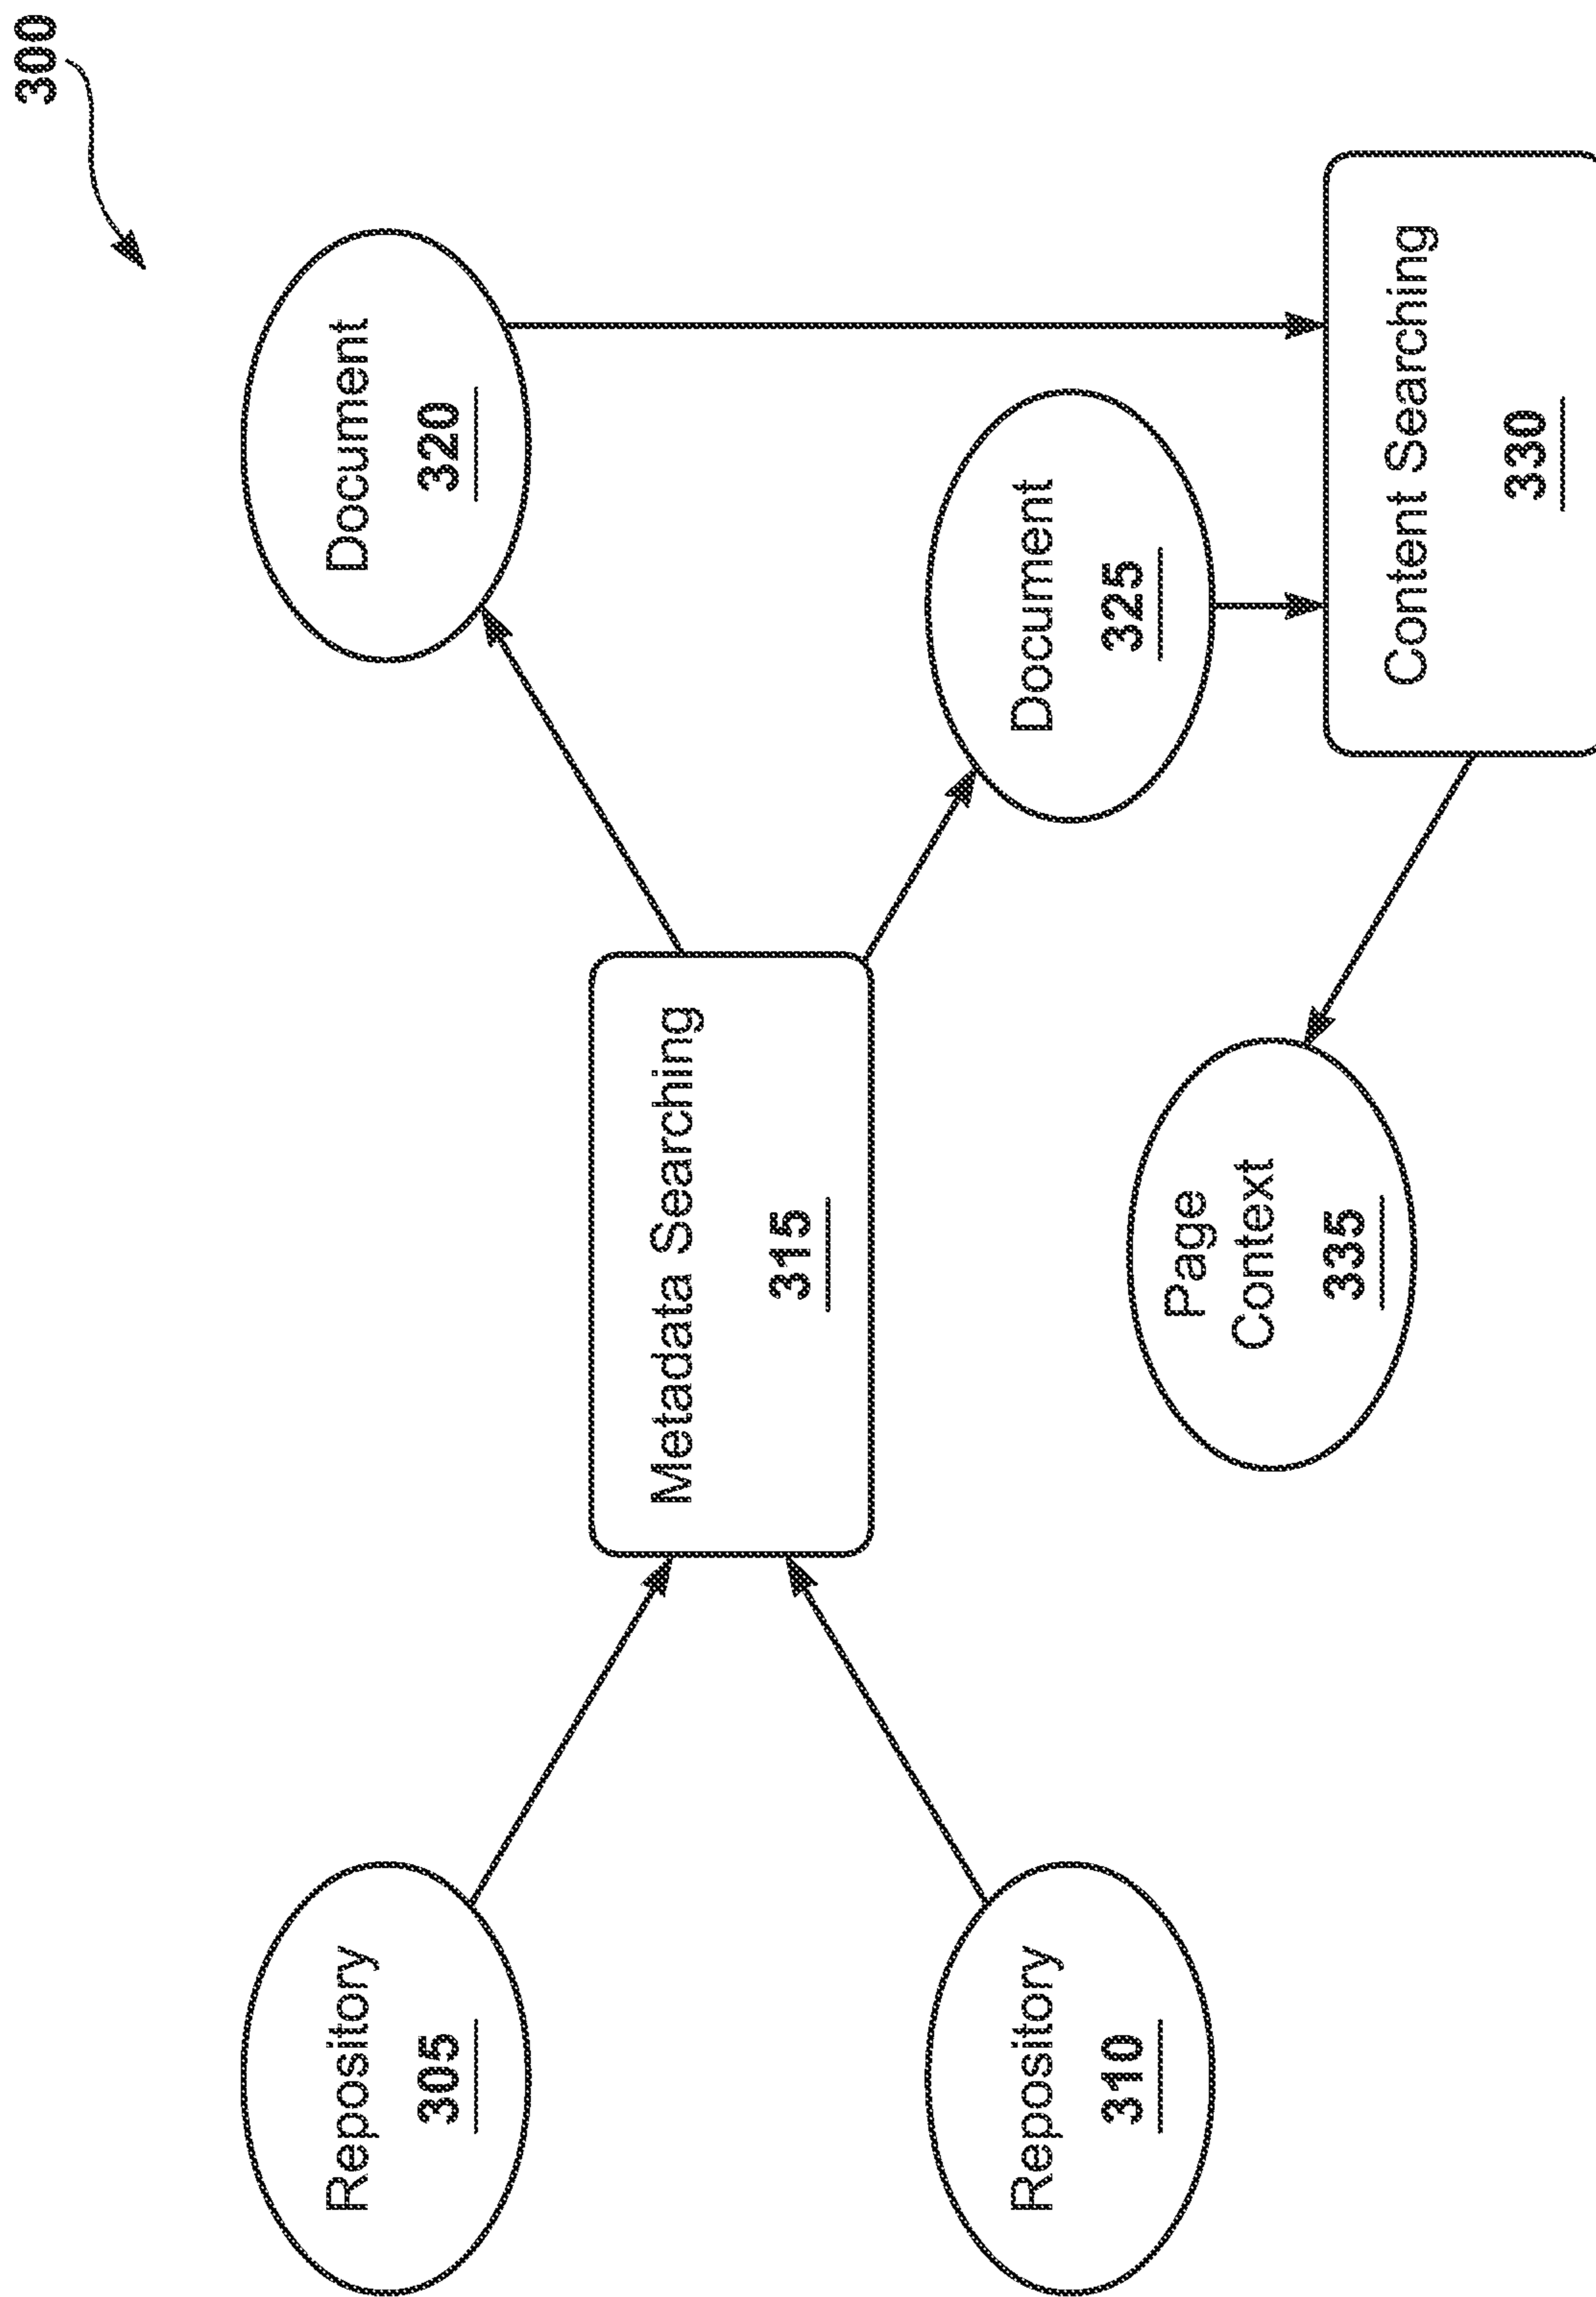 300
Repository
305
Repository
310
Metadata Searching
315
Document
320
Document
325
Content Searching
330
Page
Context
335